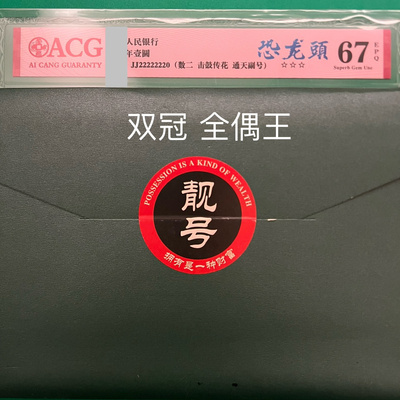 ACG
AI CANG GUARANTY
人民银行
年壹圆
JJ22222220（数二 击鼓传花 通天嗣号）
恐龙頭
☆☆☆
67
EPQ
Superb Gem Unc
双冠 全偶王
POSSESSION IS A KIND OF WEALTH
靓号
拥有是一种财富